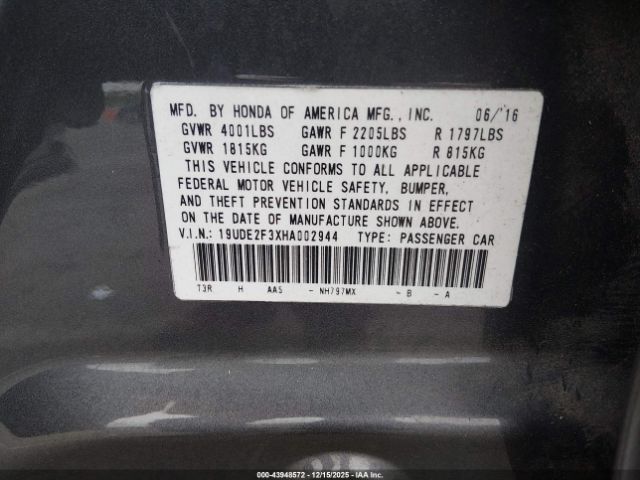 MFD. BY HONDA OF AMERICA MFG., INC. 06/'16
GVWR 4001LBS GAWR F 2205LBS R 1797LBS
GVWR 1815KG GAWR F 1000KG R 815KG
THIS VEHICLE CONFORMS TO ALL APPLICABLE
FEDERAL MOTOR VEHICLE SAFETY, BUMPER,
AND THEFT PREVENTION STANDARDS IN EFFECT
ON THE DATE OF MANUFACTURE SHOWN ABOVE.
V.I.N.: 19UDE2F3XHA002944 TYPE: PASSENGER CAR
T3R H AA5 - NH797MX - B - A
000-43948572 - 12/15/2025 - IAAI.COM